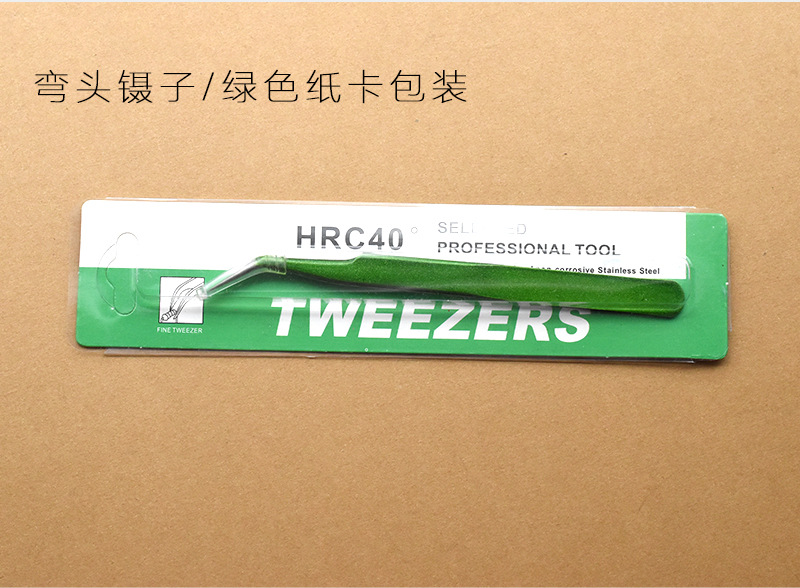 弯头镊子/绿色纸卡包装
HRC40°
PROFESSIONAL TOOL
corrosive Stainless Steel
TWEEZERS
FINE TWEEZER